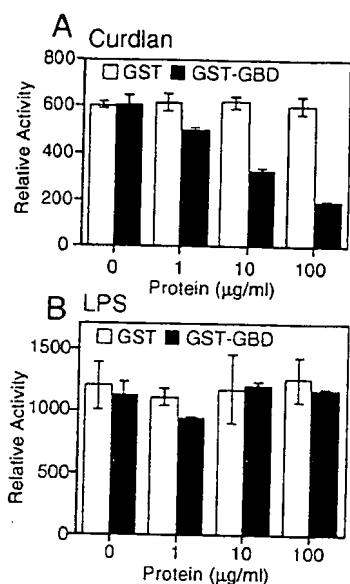 A Curdlan
800
GST GST-GBD
600
400
200
0
Relative Activity
0 1 10 100
Protein (μg/ml)
B LPS
GST GST-GBD
1500
1000
500
0
Relative Activity
0 1 10 100
Protein (μg/ml)